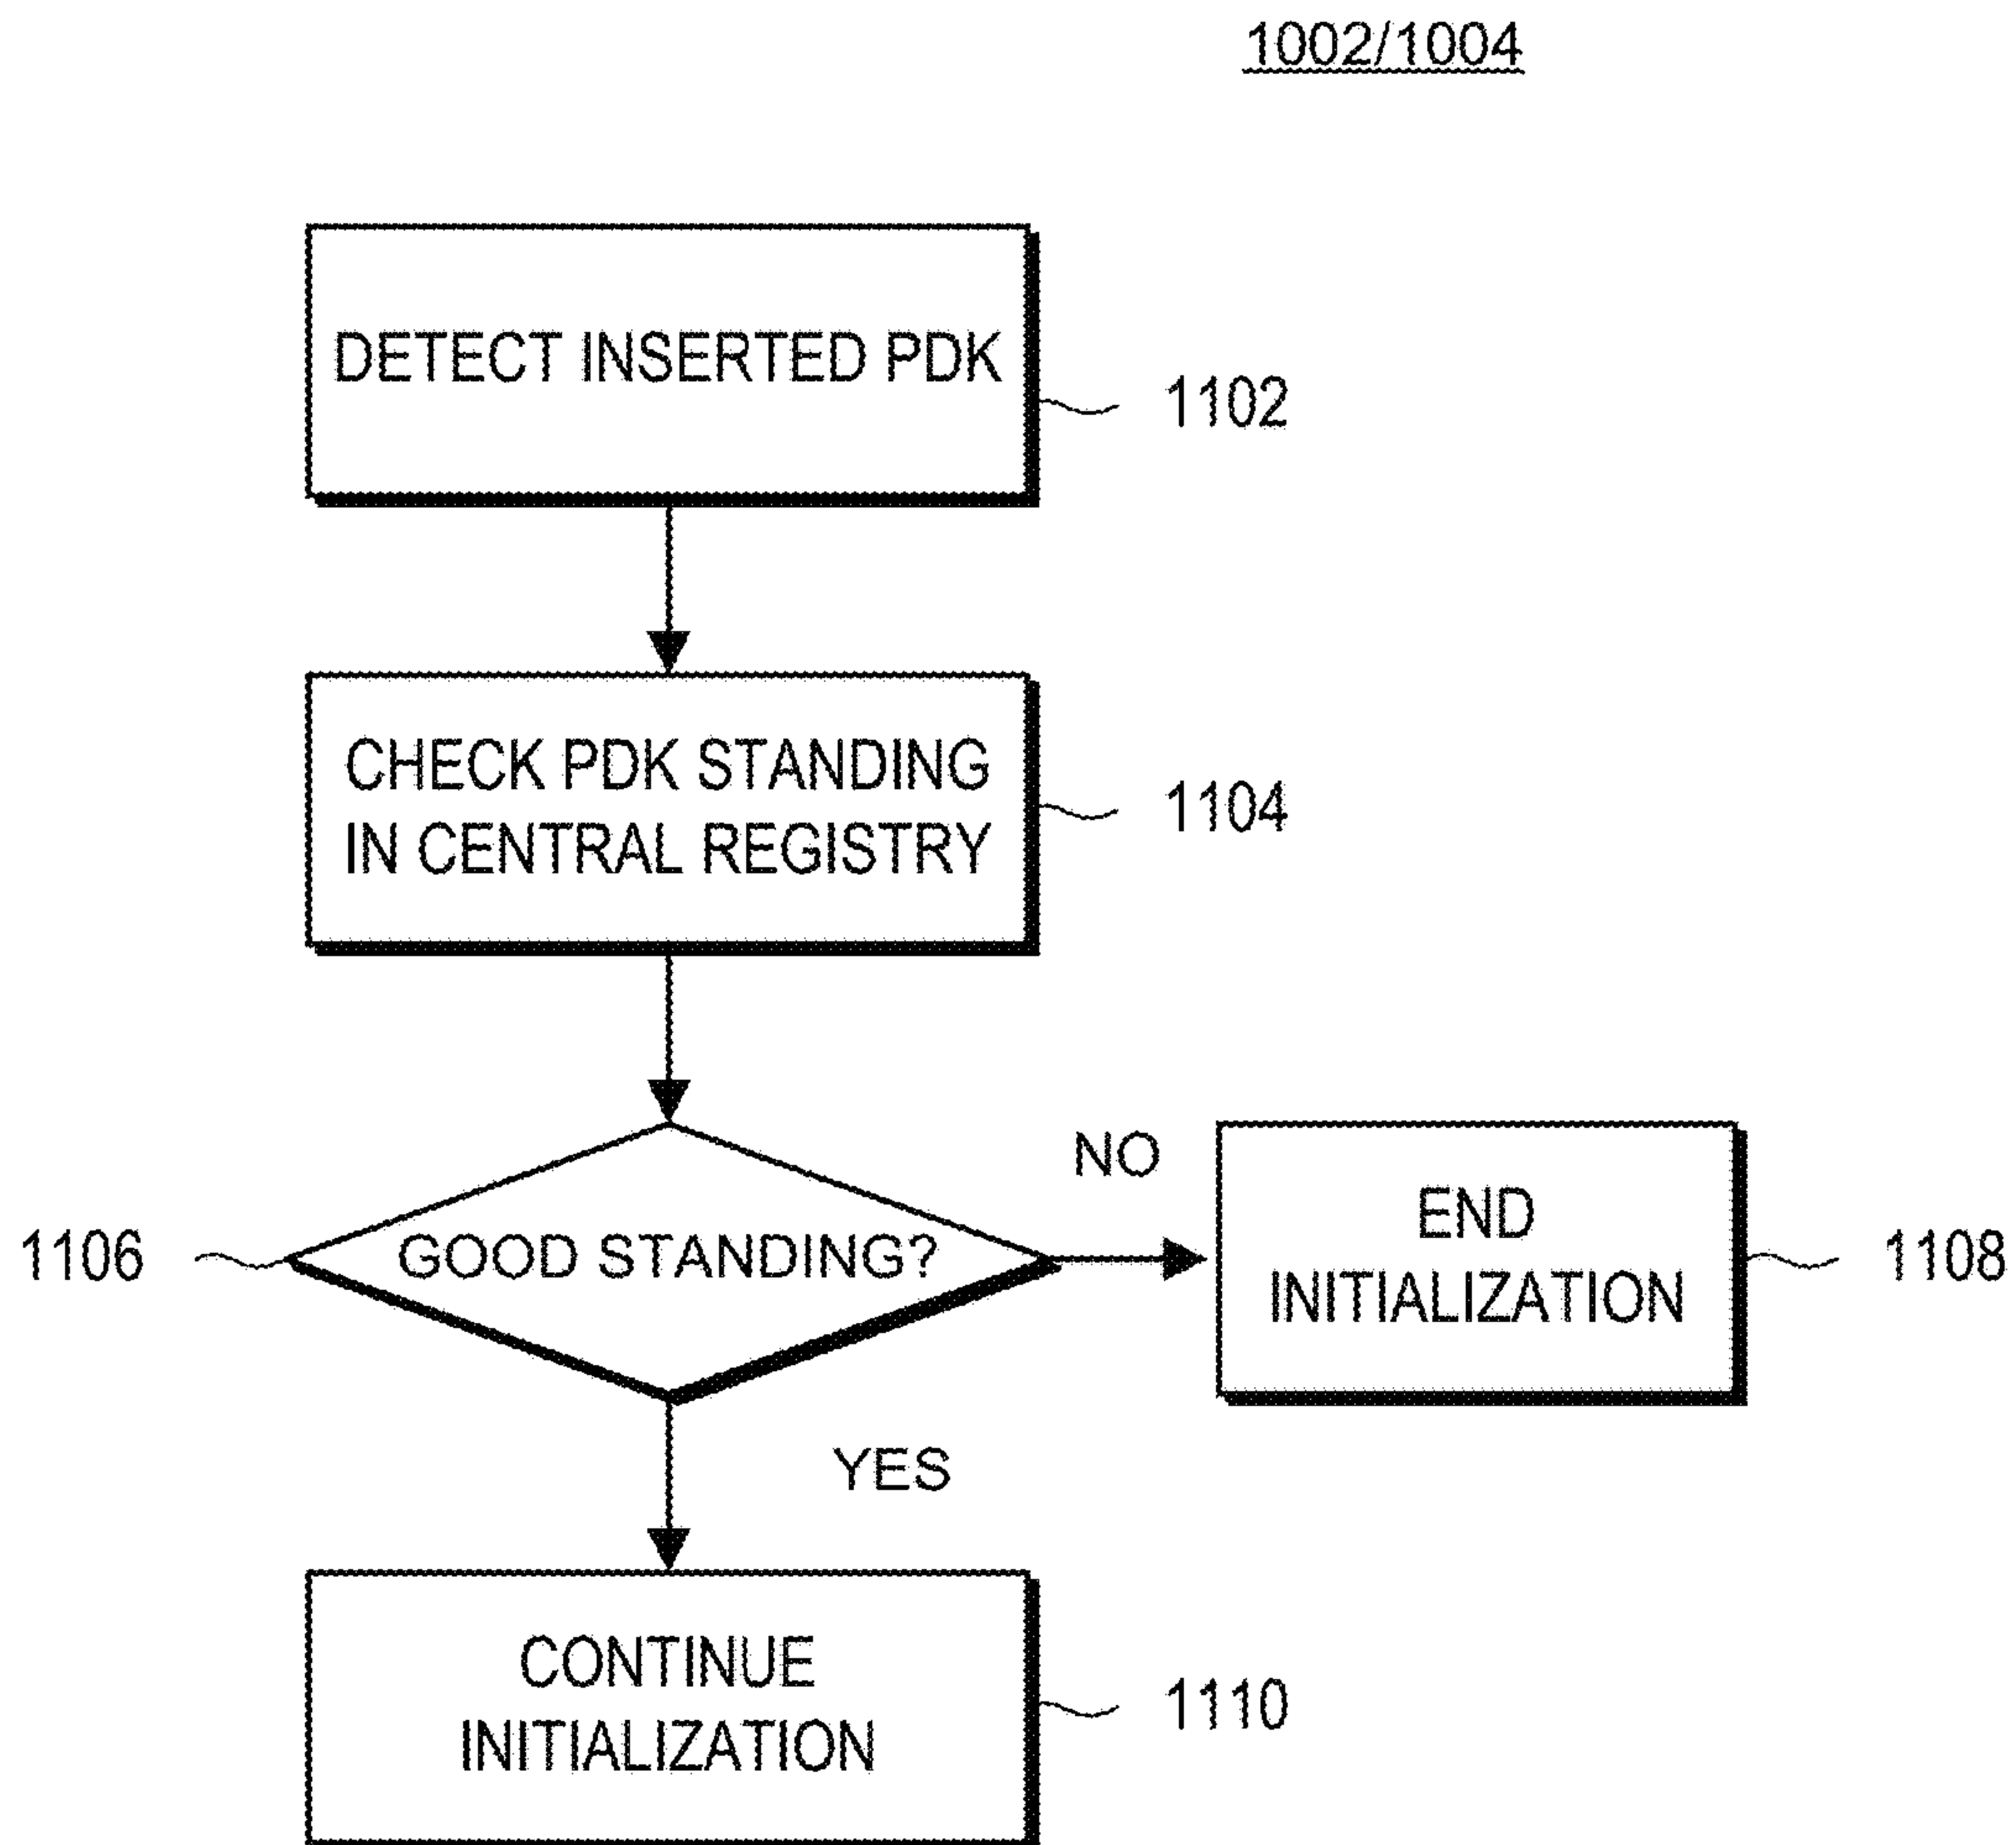 1002/1004
DETECT INSERTED PDK
1102
CHECK PDK STANDING
IN CENTRAL REGISTRY
1104
1106
GOOD STANDING?
NO
END
INITIALIZATION
1108
YES
CONTINUE
INITIALIZATION
1110